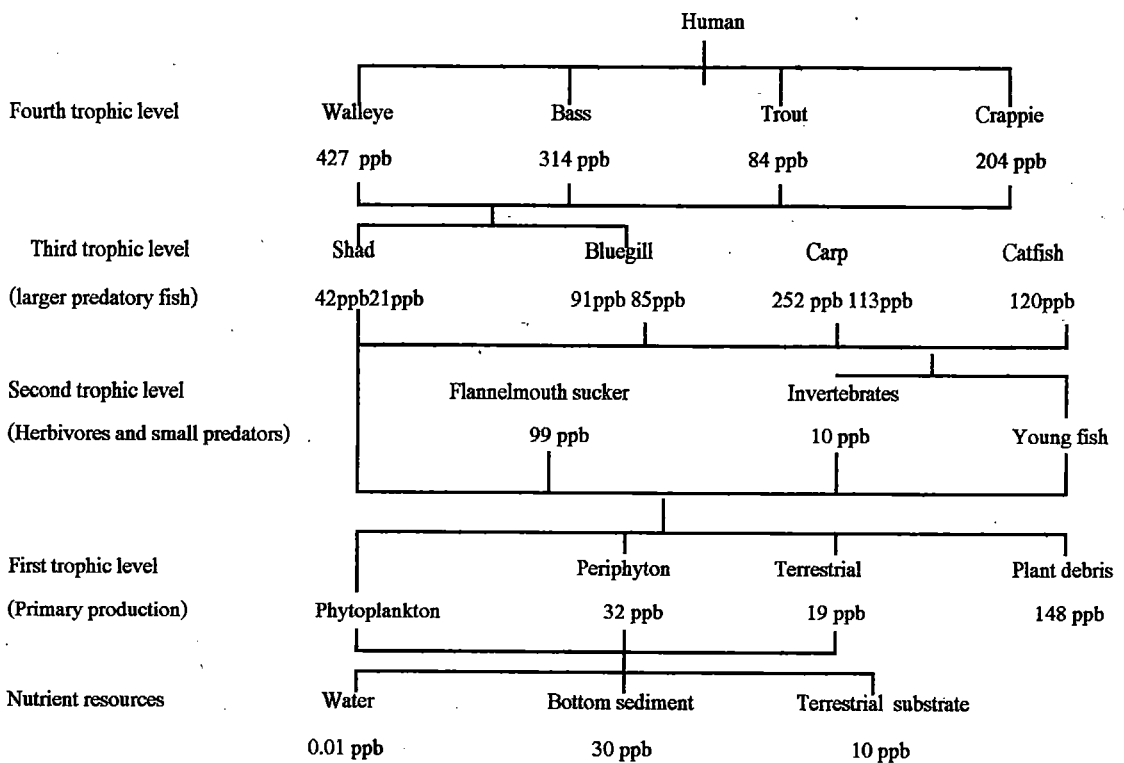 Human
Fourth trophic level Walleye Bass Trout Crappie
427 ppb 314 ppb 84 ppb 204 ppb
Third trophic level Shad Bluegill Carp Catfish
(larger predatory fish) 42ppb21ppb 91ppb 85ppb 252 ppb 113ppb 120ppb
Second trophic level Flannelmouth sucker Invertebrates
(Herbivores and small predators) 99 ppb 10 ppb Young fish
First trophic level Periphyton Terrestrial Plant debris
(Primary production) Phytoplankton 32 ppb 19 ppb 148 ppb
Nutrient resources Water Bottom sediment Terrestrial substrate
0.01 ppb 30 ppb 10 ppb